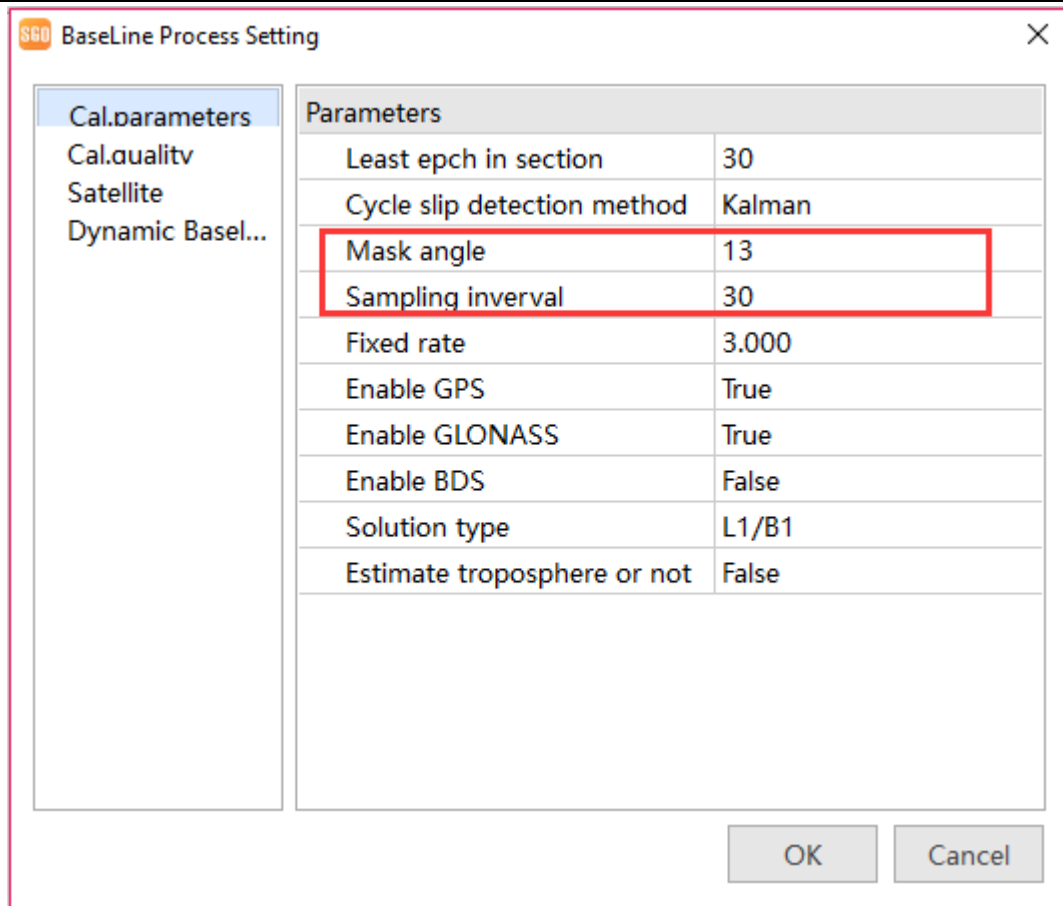 SGO BaseLine Process Setting
Cal.parameters
Cal.quality
Satellite
Dynamic Basel...
Parameters
Least epch in section 30
Cycle slip detection method Kalman
Mask angle 13
Sampling inverval 30
Fixed rate 3.000
Enable GPS True
Enable GLONASS True
Enable BDS False
Solution type L1/B1
Estimate troposphere or not False
OK Cancel